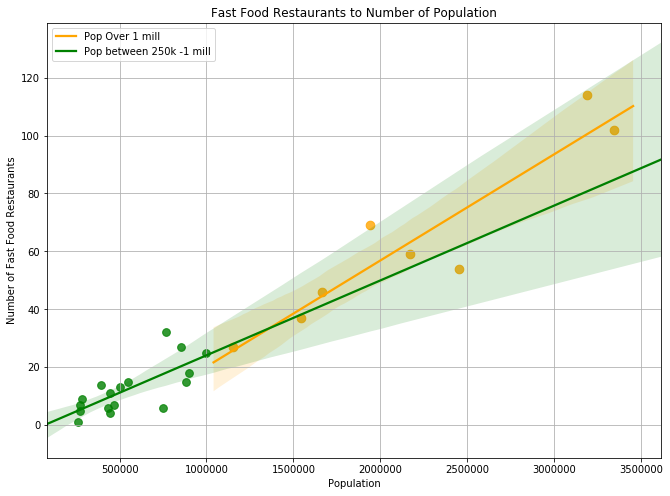 Fast Food Restaurants to Number of Population
Pop Over 1 mill
Pop between 250k -1 mill
Number of Fast Food Restaurants
120
100
80
60
40
20
0
500000 1000000 1500000 2000000 2500000 3000000 3500000
Population